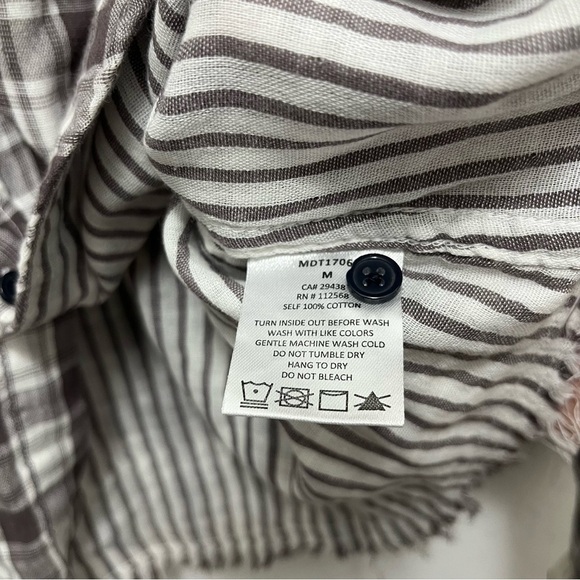 MDT1706
M
CA# 29438
RN # 112568
SELF 100% COTTON
TURN INSIDE OUT BEFORE WASH
WASH WITH LIKE COLORS
GENTLE MACHINE WASH COLD
DO NOT TUMBLE DRY
HANG TO DRY
DO NOT BLEACH